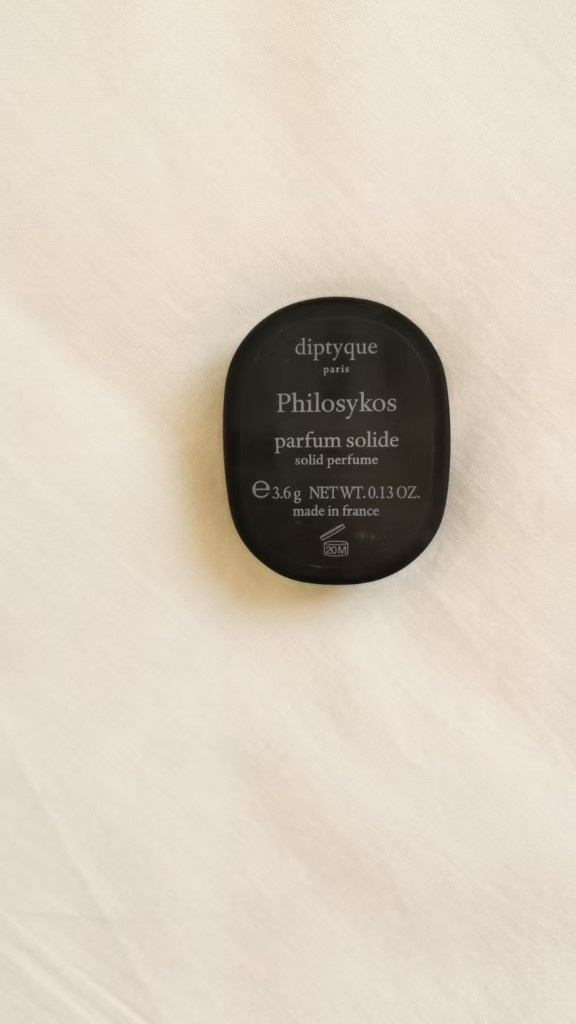 diptyque
paris
Philosykos
parfum solide
solid perfume
℮ 3.6 g NET WT. 0.13 OZ.
made in france
20M